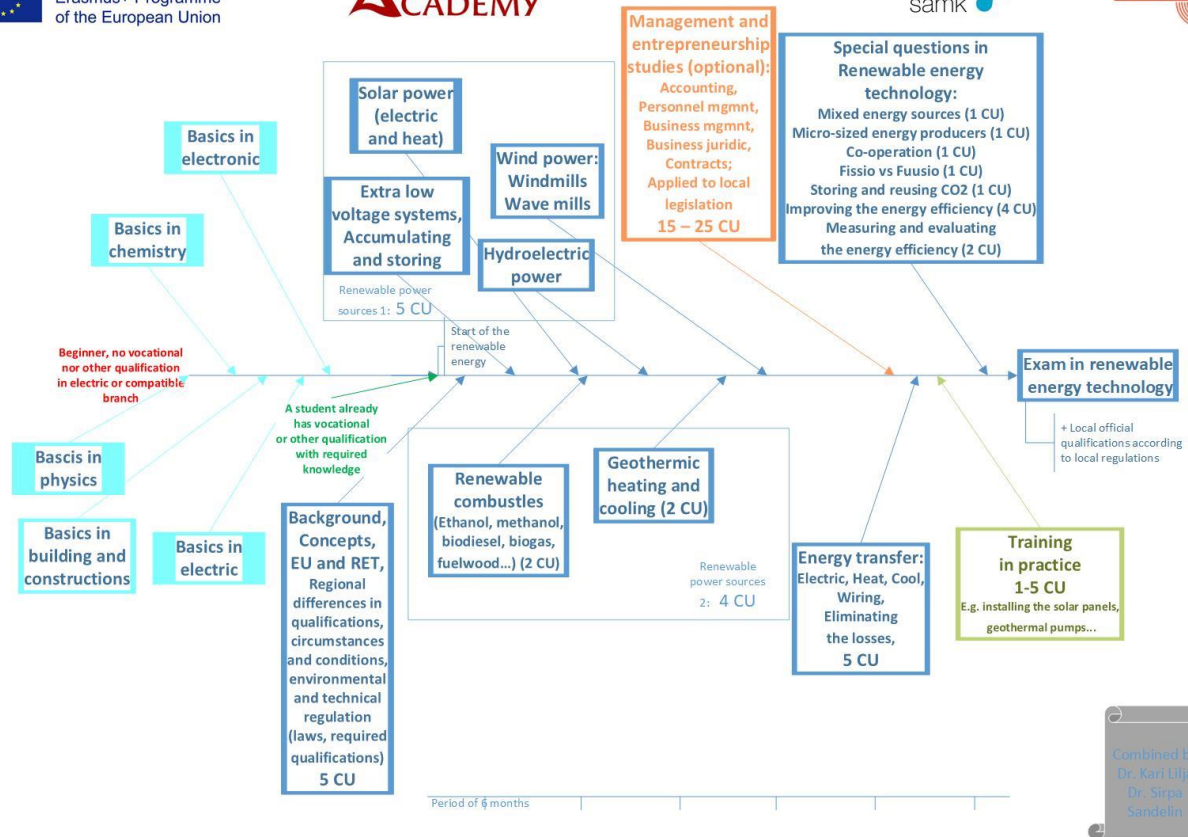 Erasmus+ Programme
of the European Union
ACADEMY
samk
Management and
entrepreneurship
studies (optional):
Accounting,
Personnel mgmnt,
Business mgmnt,
Business juridic,
Contracts;
Applied to local
legislation
15 – 25 CU
Special questions in
Renewable energy
technology:
Mixed energy sources (1 CU)
Micro-sized energy producers (1 CU)
Co-operation (1 CU)
Fissio vs Fuusio (1 CU)
Storing and reusing CO2 (1 CU)
Improving the energy efficiency (4 CU)
Measuring and evaluating
the energy efficiency (2 CU)
Solar power
(electric
and heat)
Basics in
electronic
Wind power:
Windmills
Wave mills
Extra low
voltage systems,
Accumulating
and storing
Basics in
chemistry
Hydroelectric
power
Renewable power
sources 1: 5 CU
Start of the
renewable
energy
Beginner, no vocational
nor other qualification
in electric or compatible
branch
Exam in renewable
energy technology
A student already
has vocational
or other qualification
with required
knowledge
+ Local official
qualifications according
to local regulations
Bascis in
physics
Geothermic
heating and
cooling (2 CU)
Renewable
combustles
(Ethanol, methanol,
biodiesel, biogas,
fuelwood...) (2 CU)
Basics in
building and
constructions
Basics in
electric
Background,
Concepts,
EU and RET,
Regional
differences in
qualifications,
circumstances
and conditions,
environmental
and technical
regulation
(laws, required
qualifications)
5 CU
Renewable
power sources
2: 4 CU
Energy transfer:
Electric, Heat, Cool,
Wiring,
Eliminating
the losses,
5 CU
Training
in practice
1-5 CU
E.g. installing the solar panels,
geothermal pumps...
Combined b
Dr. Kari Lilja
Dr. Sirpa
Sandelin
Period of 6 months